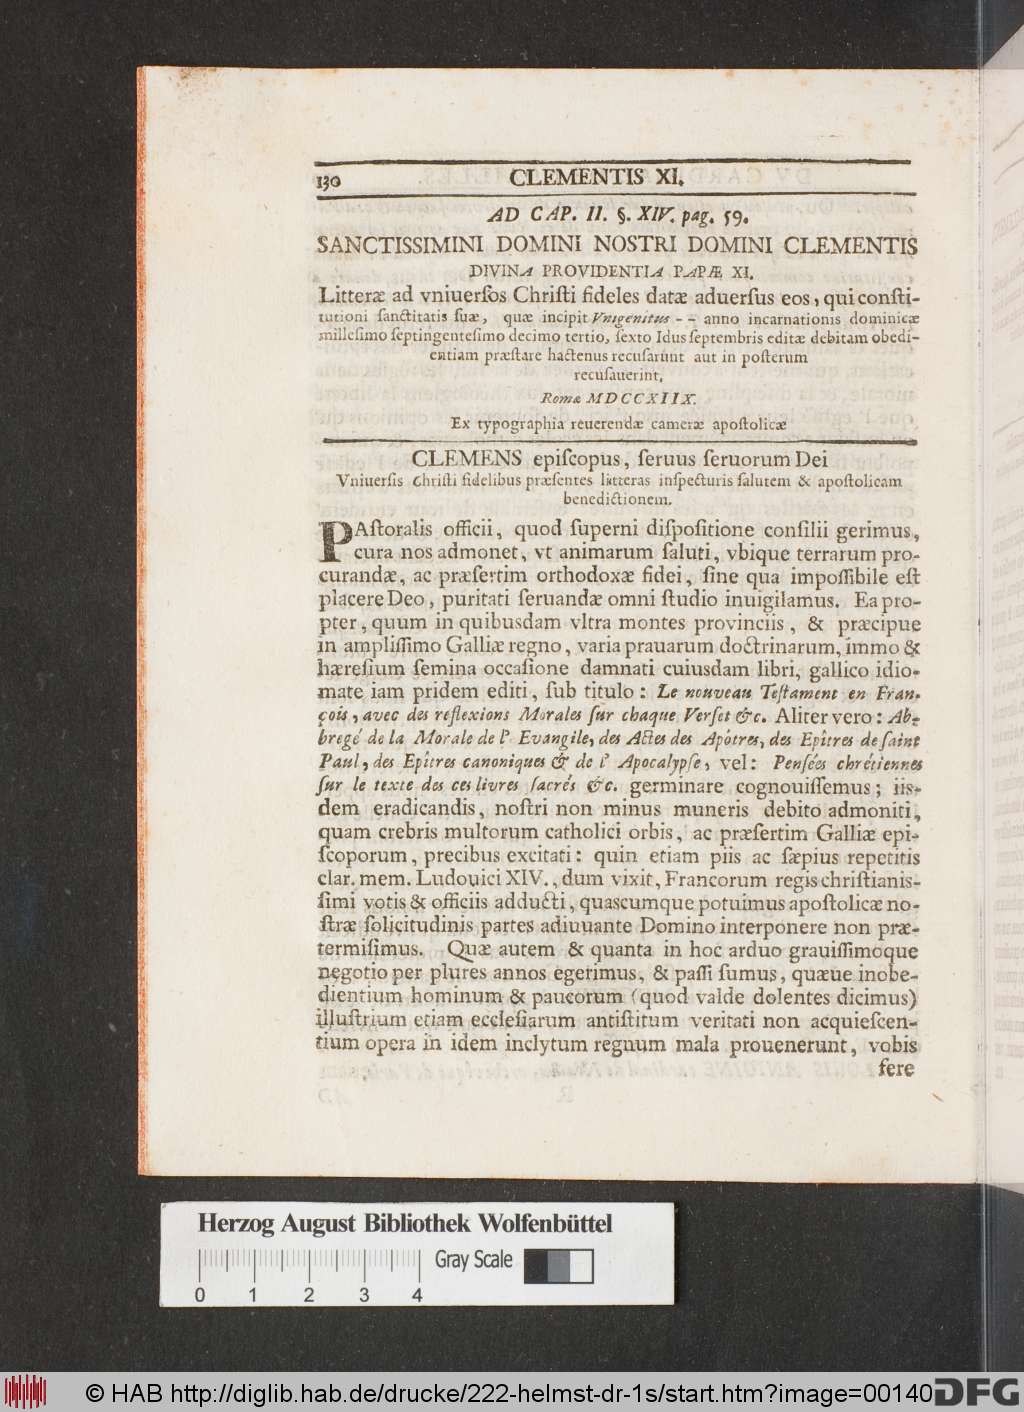 130 CLEMENTIS XI.
AD CAP. II. §. XIV. pag. 59.
SANCTISSIMINI DOMINI NOSTRI DOMINI CLEMENTIS
DIVINA PROVIDENTIA PAPÆ XI.
Litteræ ad vniuerſos Chriſti fideles datæ aduerſus eos, qui conſti-
tutioni ſanctitatis ſuæ, quæ incipit Vnigenitus - - anno incarnationis dominicæ
milleſimo ſeptingenteſimo decimo tertio, ſexto Idus ſeptembris editæ debitam obedi-
entiam præſtare hactenus recuſarunt aut in poſterum
recuſauerint,
Romæ MDCCXIIX.
Ex typographia reuerendæ cameræ apoſtolicæ
CLEMENS epiſcopus, ſeruus ſeruorum Dei
Vniuerſis Chriſti fidelibus præſentes litteras inſpecturis ſalutem & apoſtolicam
benedictionem.
PAſtoralis officii, quod ſuperni diſpoſitione conſilii gerimus,
cura nos admonet, vt animarum ſaluti, vbique terrarum pro-
curandæ, ac præſertim orthodoxæ fidei, ſine qua impoſſibile eſt
placere Deo, puritati ſeruandæ omni ſtudio inuigilamus. Ea pro-
pter, quum in quibusdam vltra montes provinciis, & præcipue
in ampliſſimo Galliæ regno, varia prauarum doctrinarum, immo &
hæreſium ſemina occaſione damnati cuiusdam libri, gallico idio-
mate iam pridem editi, ſub titulo: Le nouveau Teſtament en Fran-
çois, avec des reflexions Morales ſur chaque Verſet &c. Aliter vero: Ab-
bregé de la Morale de l' Evangile, des Actes des Apôtres, des Epîtres de ſaint
Paul, des Epîtres canoniques & de l' Apocalypſe, vel: Penſées chrétiennes
ſur le texte des ces livres ſacrés &c. germinare cognouiſſemus; iis-
dem eradicandis, noſtri non minus muneris debito admoniti,
quam crebris multorum catholici orbis, ac præſertim Galliæ epi-
ſcoporum, precibus excitati: quin etiam piis ac ſæpius repetitis
clar. mem. Ludouici XIV., dum vixit, Francorum regis chriſtianis-
ſimi votis & officiis adducti, quascumque potuimus apoſtolicæ no-
ſtræ ſolicitudinis partes adiuuante Domino interponere non præ-
termiſimus. Quæ autem & quanta in hoc arduo grauiſſimoque
negotio per plures annos egerimus, & paſſi ſumus, quæue inobe-
dientium hominum & paucorum (quod valde dolentes dicimus)
illuſtrium etiam eccleſiarum antiſtitum veritati non acquieſcen-
tium opera in idem inclytum regnum mala prouenerunt, vobis
fere
Herzog August Bibliothek Wolfenbüttel
Gray Scale
0 1 2 3 4
© HAB http://diglib.hab.de/drucke/222-helmst-dr-1s/start.htm?image=00140
DFG